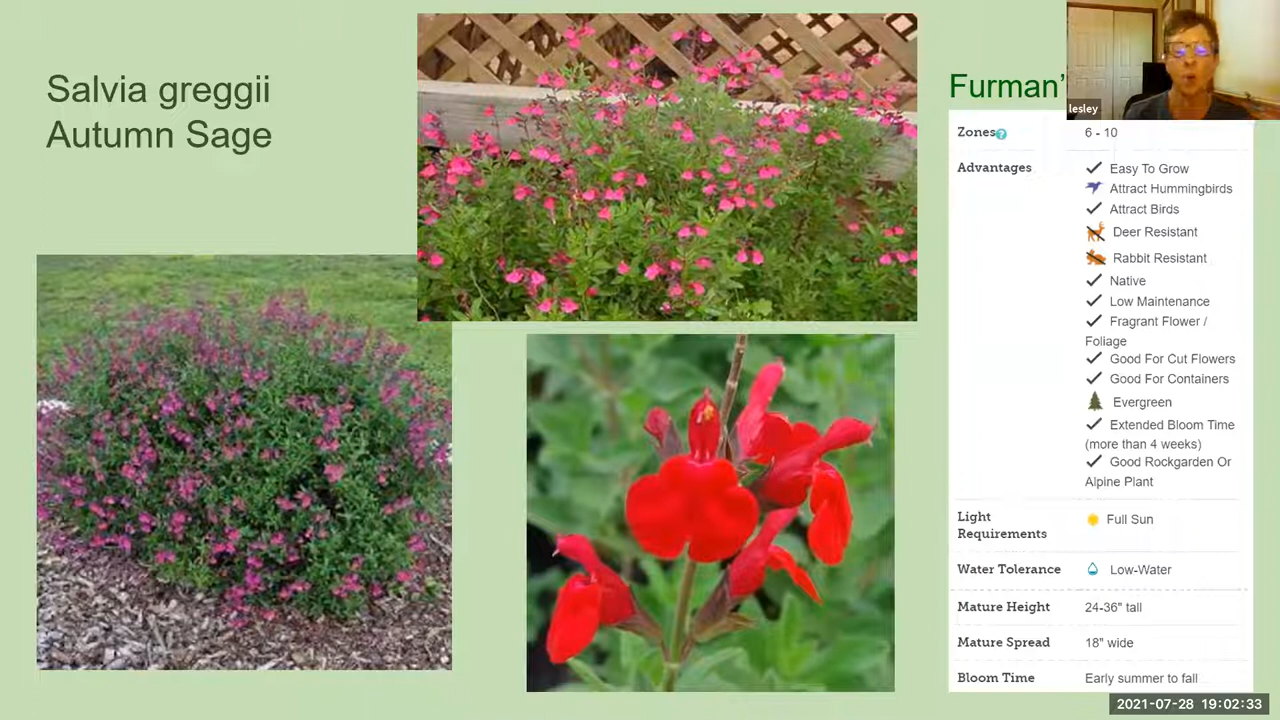 Salvia greggii
Autumn Sage
Furman'
lesley
Zones
6 - 10
Advantages
Easy To Grow
Attract Hummingbirds
Attract Birds
Deer Resistant
Rabbit Resistant
Native
Low Maintenance
Fragrant Flower /
Foliage
Good For Cut Flowers
Good For Containers
Evergreen
Extended Bloom Time
(more than 4 weeks)
Good Rockgarden Or
Alpine Plant
Light
Requirements
Full Sun
Water Tolerance
Low-Water
Mature Height
24-36" tall
Mature Spread
18" wide
Bloom Time
Early summer to fall
2021-07-28 19:02:33